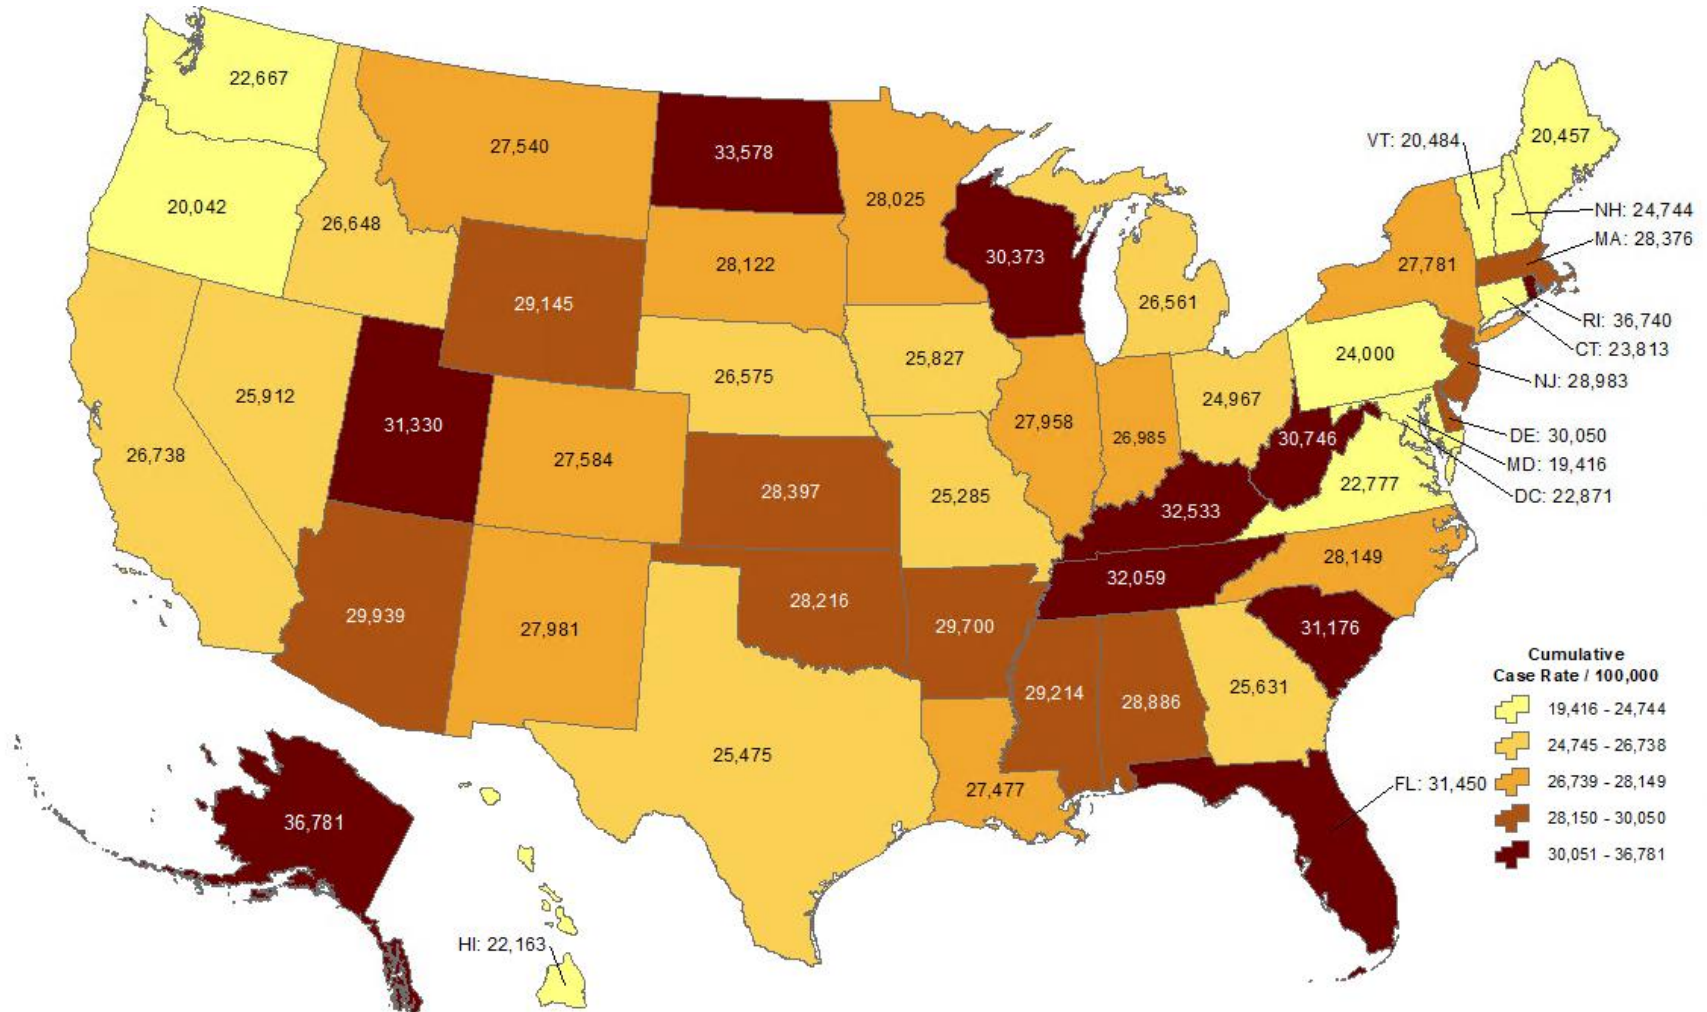 22,667
20,457
VT: 20,484
27,540
33,578
28,025
20,042
NH: 24,744
26,648
MA: 28,376
30,373
28,122
27,781
29,145
26,561
RI: 36,740
CT: 23,813
24,000
25,827
26,575
NJ: 28,983
25,912
24,967
31,330
27,958
26,985
30,746
DE: 30,050
26,738
27,584
MD: 19,416
28,397
25,285
22,777
DC: 22,871
32,533
28,149
32,059
28,216
29,939
27,981
29,700
31,176
Cumulative
Case Rate / 100,000
25,631
29,214
28,886
19,416 - 24,744
24,745 - 26,738
25,475
26,739 - 28,149
FL: 31,450
27,477
28,150 - 30,050
36,781
30,051 - 36,781
HI: 22,163